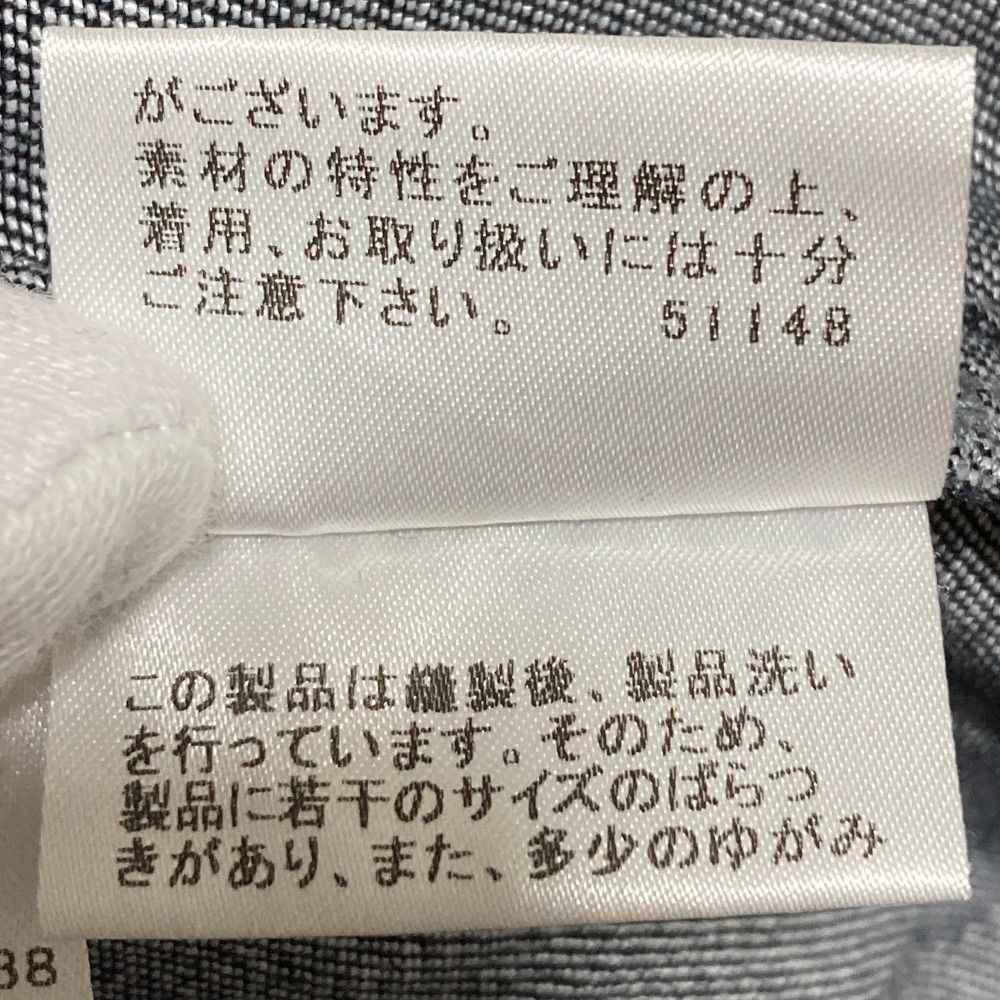 がございます。
素材の特性をご理解の上、
着用、お取り扱いには十分
ご注意下さい。 51148
この製品は縫製後、製品洗い
を行っています。そのため、
製品に若干のサイズのばらつ
きがあり、また、多少のゆがみ
38